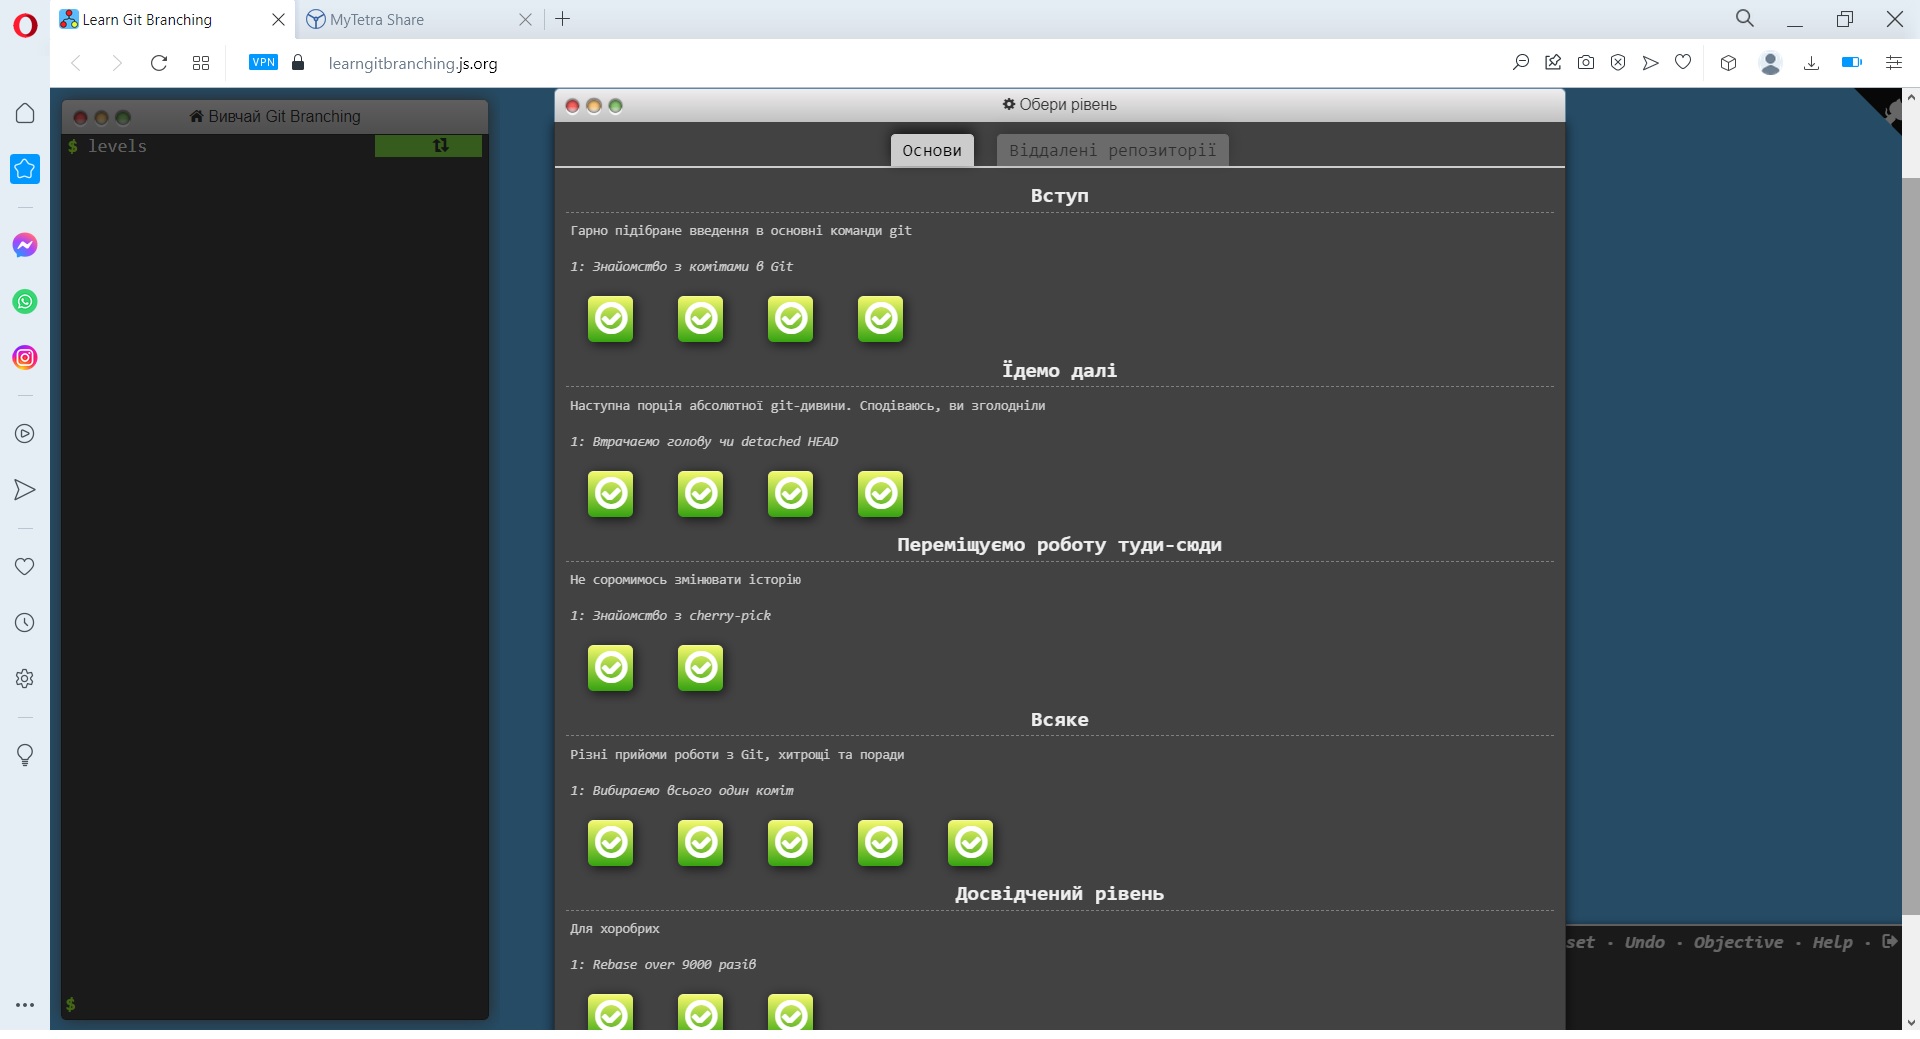 Learn Git Branching
MyTetra Share
VPN
learngitbranching.js.org
Вивчай Git Branching
$ levels
$
Обери рівень
Основи
Віддалені репозиторії
Вступ
Гарно підібране введення в основні команди git
1: Знайомство з комітами в Git
Їдемо далі
Наступна порція абсолютної git-дивини. Сподіваюсь, ви зголодніли
1: Втрачаємо голову чи detached HEAD
Переміщуємо роботу туди-сюди
Не соромимось змінювати історію
1: Знайомство з cherry-pick
Всяке
Різні прийоми роботи з Git, хитрощі та поради
1: Вибираємо всього один коміт
Досвідчений рівень
Для хоробрих
1: Rebase over 9000 разів
set · Undo · Objective · Help ·